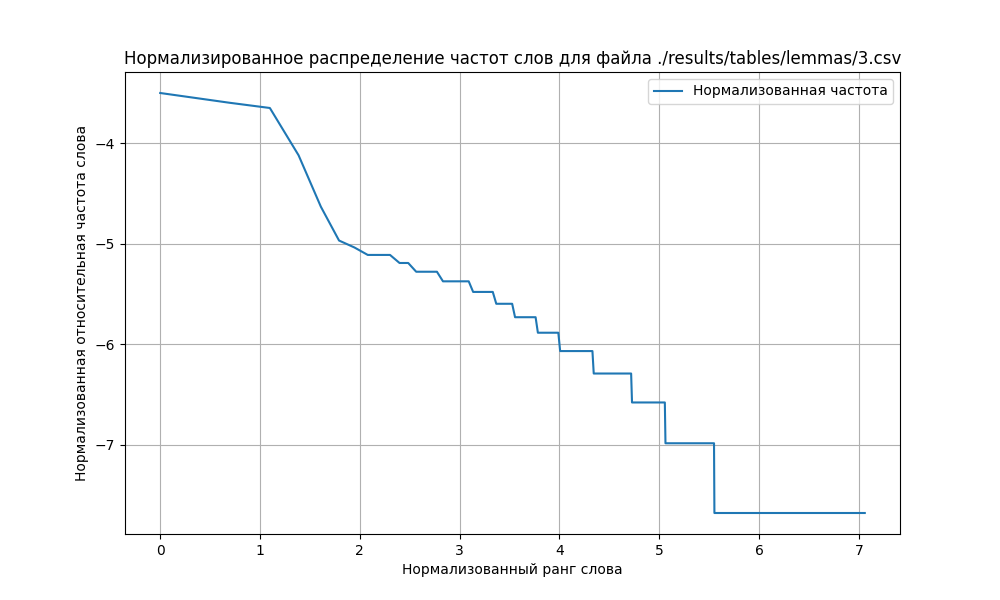 Нормализированное распределение частот слов для файла ./results/tables/lemmas/3.csv
Нормализованная частота
Нормализованная относительная частота слова
−4
−5
−6
−7
0 1 2 3 4 5 6 7
Нормализованный ранг слова